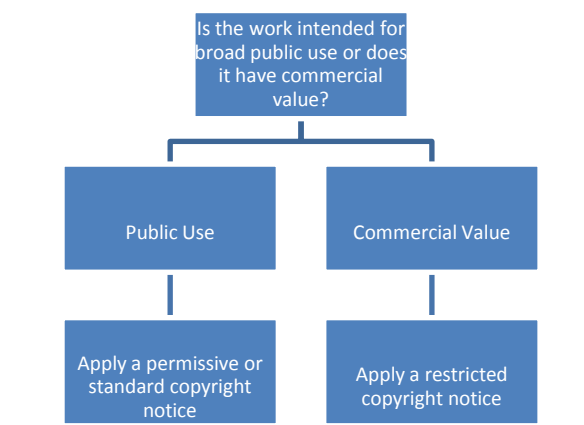 Is the work intended for
broad public use or does
it have commercial
value?
Public Use
Commercial Value
Apply a permissive or
standard copyright
notice
Apply a restricted
copyright notice